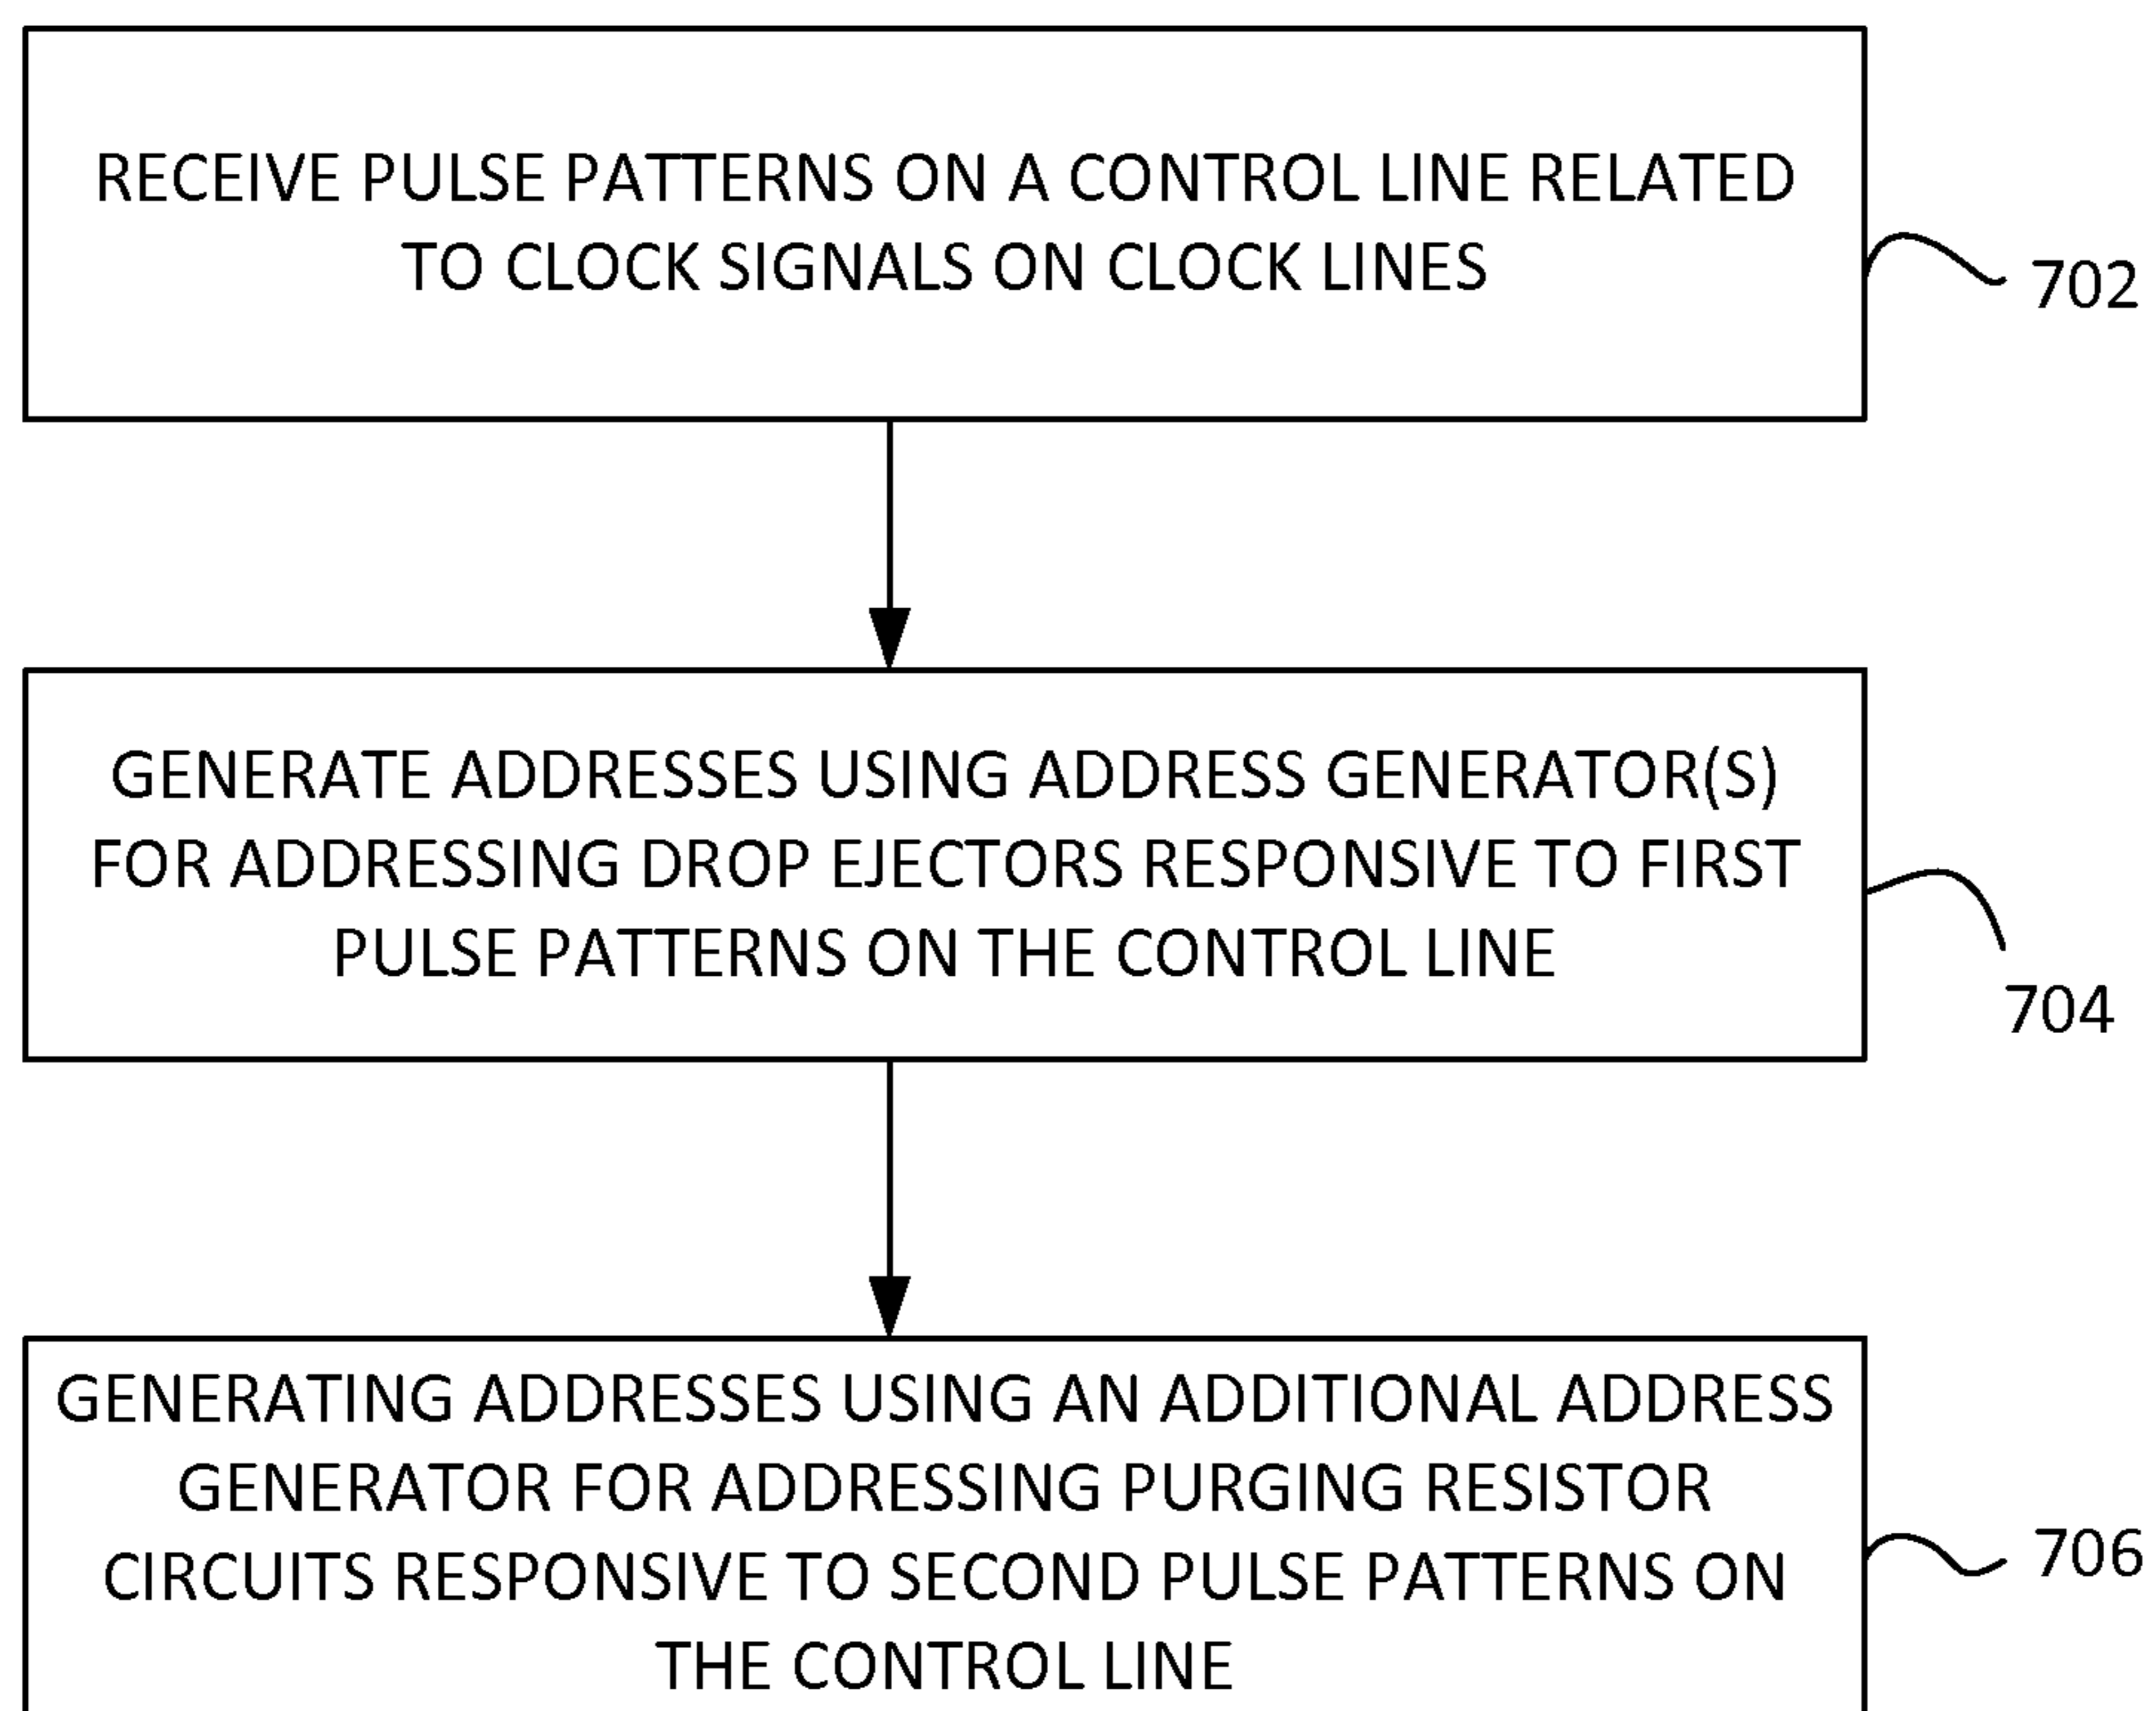 RECEIVE PULSE PATTERNS ON A CONTROL LINE RELATED
TO CLOCK SIGNALS ON CLOCK LINES
702
GENERATE ADDRESSES USING ADDRESS GENERATOR(S)
FOR ADDRESSING DROP EJECTORS RESPONSIVE TO FIRST
PULSE PATTERNS ON THE CONTROL LINE
704
GENERATING ADDRESSES USING AN ADDITIONAL ADDRESS
GENERATOR FOR ADDRESSING PURGING RESISTOR
CIRCUITS RESPONSIVE TO SECOND PULSE PATTERNS ON
THE CONTROL LINE
706